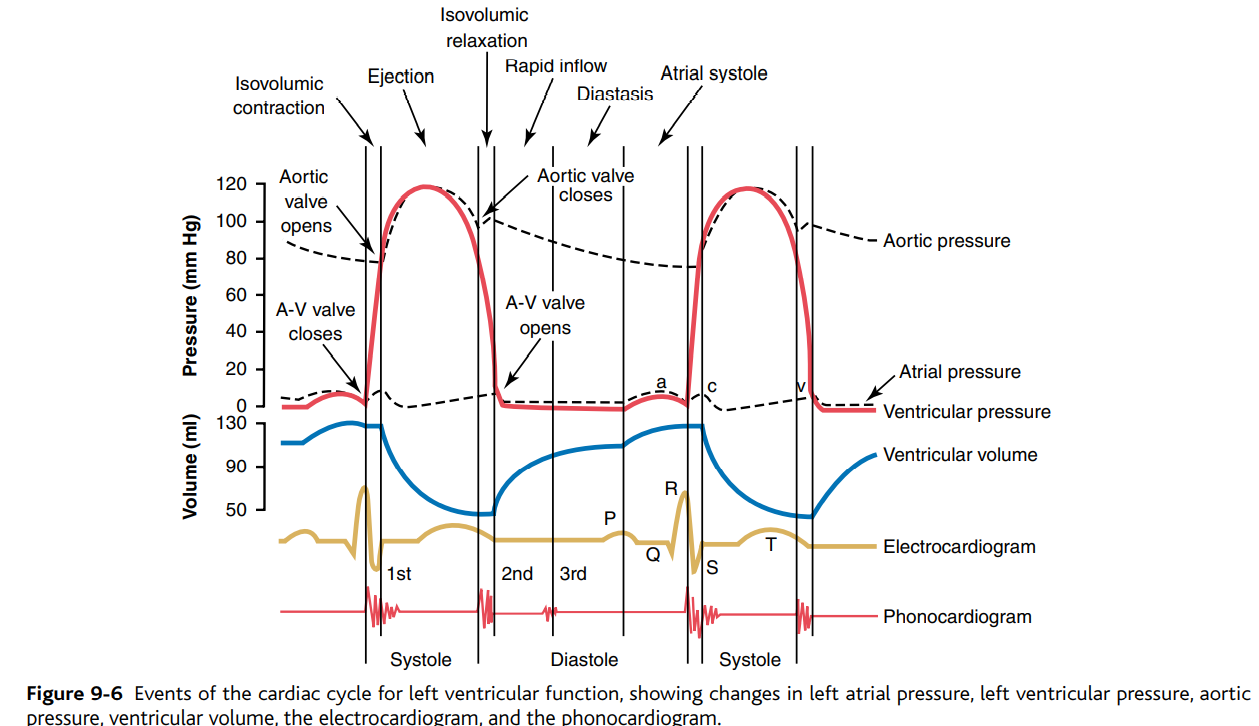 Isovolumic
relaxation
Rapid inflow
Atrial systole
Ejection
Isovolumic
contraction
Diastasis
Aortic
valve
opens
Aortic valve
closes
120
100
80
60
40
20
0
Pressure (mm Hg)
Aortic pressure
A-V valve
closes
A-V valve
opens
a
c
v
Atrial pressure
Ventricular pressure
130
90
50
Volume (ml)
Ventricular volume
R
P
Q
S
T
Electrocardiogram
1st
2nd
3rd
Phonocardiogram
Systole
Diastole
Systole
Figure 9-6 Events of the cardiac cycle for left ventricular function, showing changes in left atrial pressure, left ventricular pressure, aortic
pressure, ventricular volume, the electrocardiogram, and the phonocardiogram.